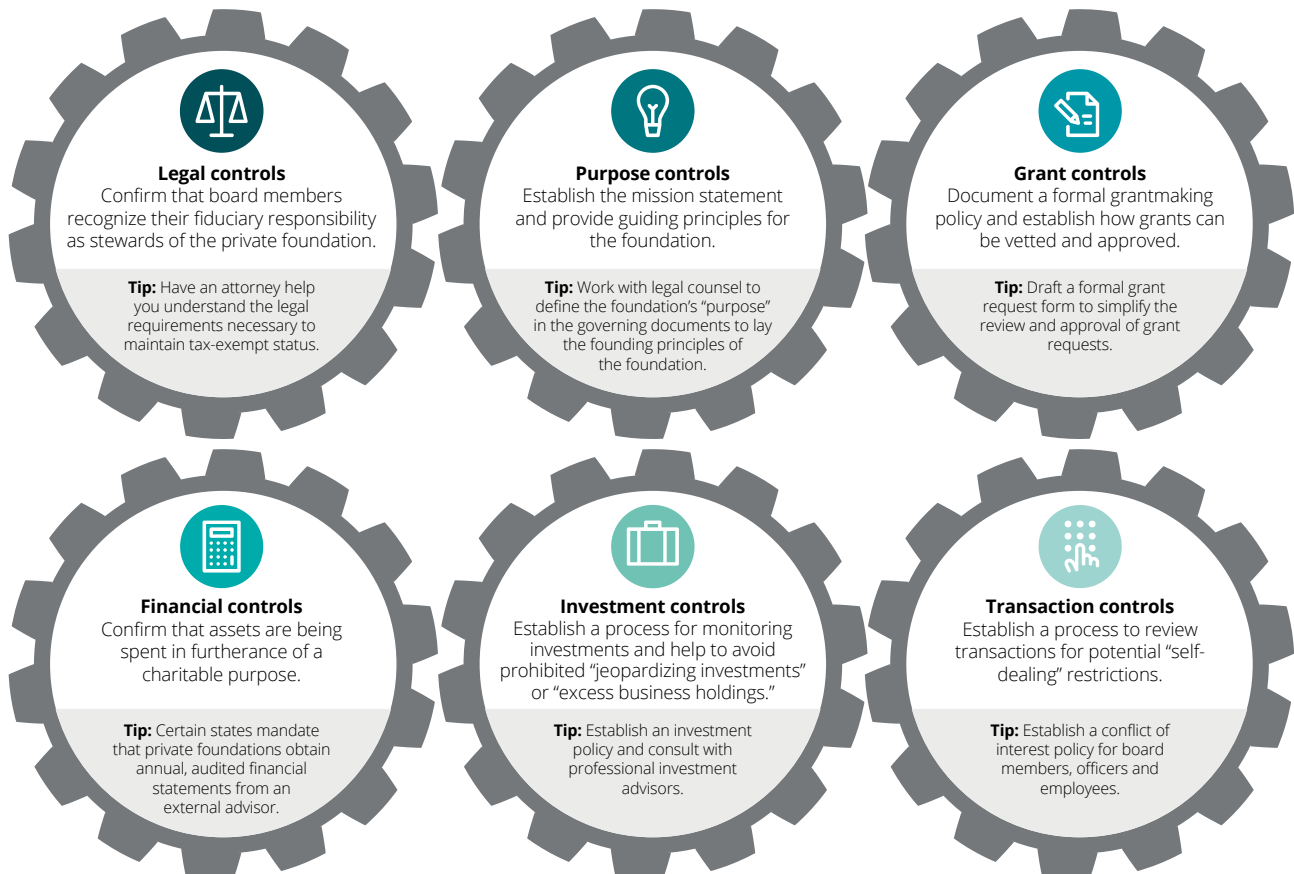 Legal controls
Confirm that board members
recognize their fiduciary responsibility
as stewards of the private foundation.
Tip: Have an attorney help
you understand the legal
requirements necessary to
maintain tax-exempt status.
Purpose controls
Establish the mission statement
and provide guiding principles for
the foundation.
Tip: Work with legal counsel to
define the foundation’s “purpose”
in the governing documents to lay
the founding principles of
the foundation.
Grant controls
Document a formal grantmaking
policy and establish how grants can
be vetted and approved.
Tip: Draft a formal grant
request form to simplify the
review and approval of grant
requests.
Financial controls
Confirm that assets are being
spent in furtherance of a
charitable purpose.
Tip: Certain states mandate
that private foundations obtain
annual, audited financial
statements from an
external advisor.
Investment controls
Establish a process for monitoring
investments and help to avoid
prohibited “jeopardizing investments”
or “excess business holdings.”
Tip: Establish an investment
policy and consult with
professional investment
advisors.
Transaction controls
Establish a process to review
transactions for potential “self-
dealing” restrictions.
Tip: Establish a conflict of
interest policy for board
members, officers and
employees.